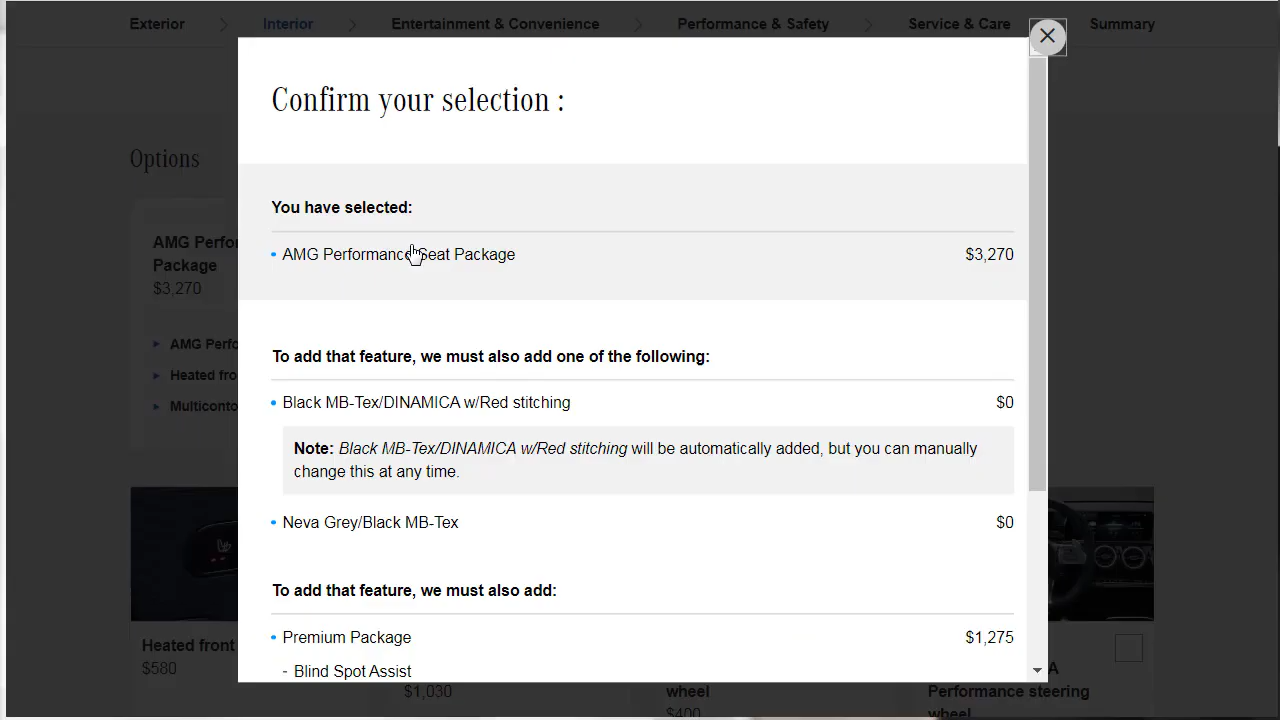 Exterior
Interior
Entertainment & Convenience
Performance & Safety
Service & Care
Summary
Confirm your selection :
Options
You have selected:
AMG Performance Seat Package $3,270
AMG Perfor
Package
$3,270
AMG Perfo
Heated fro
Multiconto
To add that feature, we must also add one of the following:
Black MB-Tex/DINAMICA w/Red stitching $0
Note: Black MB-Tex/DINAMICA w/Red stitching will be automatically added, but you can manually
change this at any time.
Neva Grey/Black MB-Tex $0
To add that feature, we must also add:
Premium Package $1,275
- Blind Spot Assist
Heated front
$580
$1,030
wheel
$400
A
Performance steering
wheel